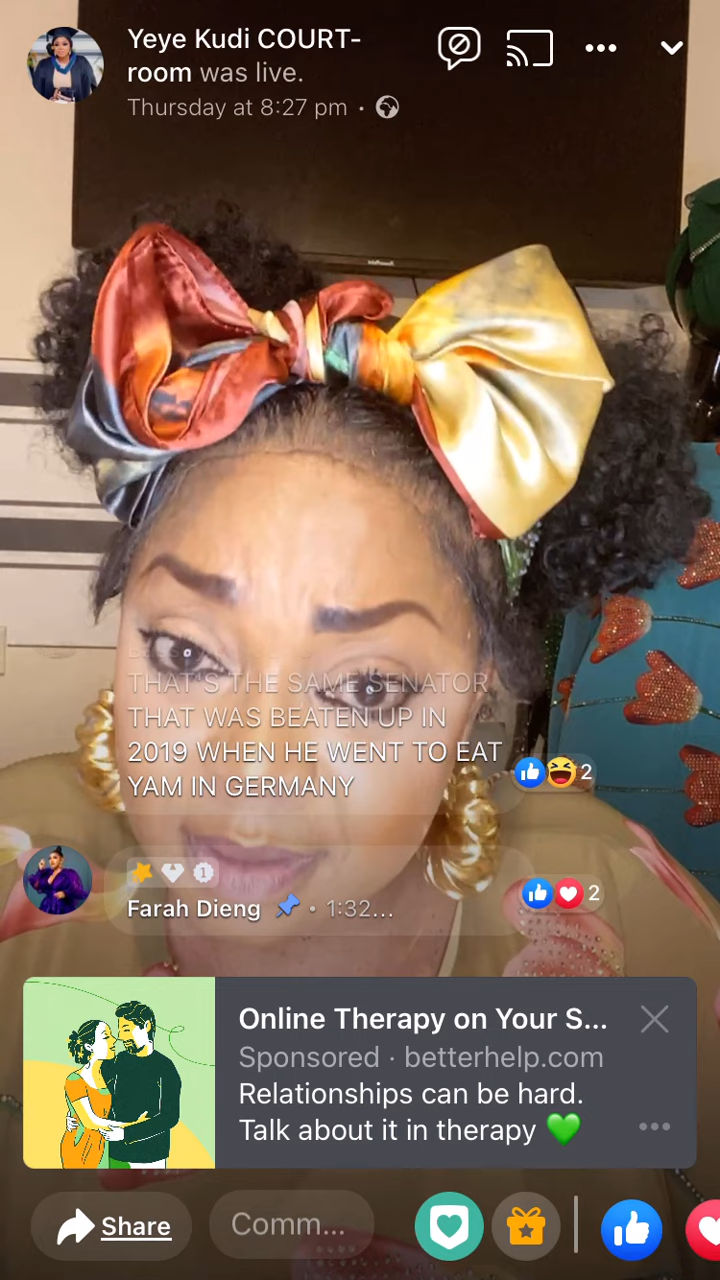 Yeye Kudi COURT-
room was live.
Thursday at 8:27 pm ·
THAT'S THE SAME SENATOR
THAT WAS BEATEN UP IN
2019 WHEN HE WENT TO EAT
YAM IN GERMANY
2
1
Farah Dieng · 1:32...
2
Online Therapy on Your S...
Sponsored · betterhelp.com
Relationships can be hard.
Talk about it in therapy 💚
Share
Comm...